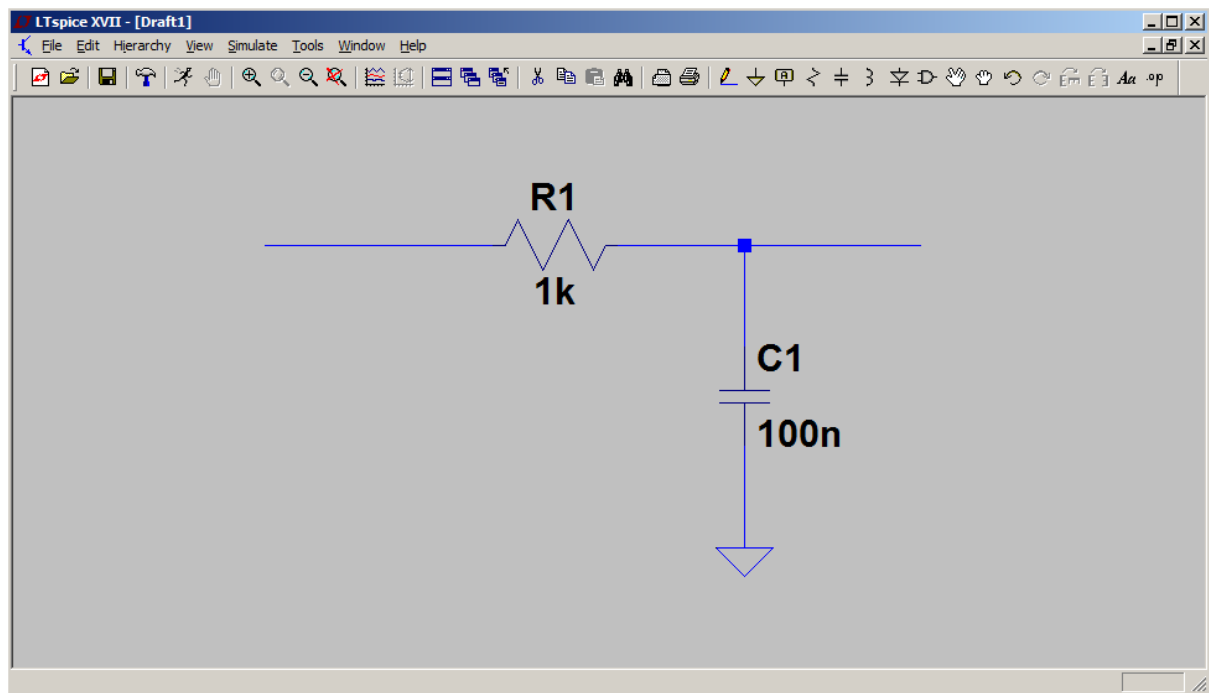 LTspice XVII - [Draft1]
File Edit Hierarchy View Simulate Tools Window Help
Aa .op
R1
1k
C1
100n